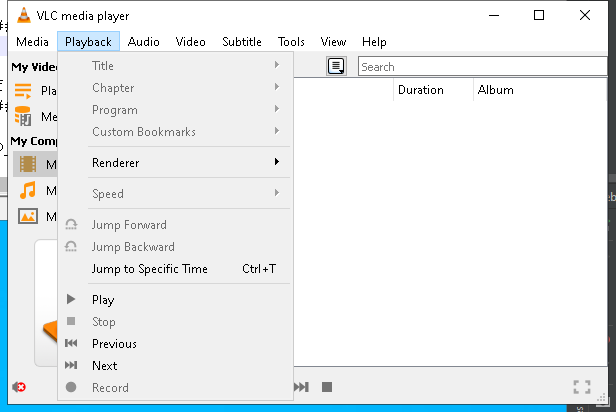 VLC media player
Media Playback Audio Video Subtitle Tools View Help
My Vide
Search
Title
Duration Album
Chapter
Program
Custom Bookmarks
My Comp
Renderer
Speed
Jump Forward
Jump Backward
Jump to Specific Time Ctrl+T
Play
Stop
Previous
Next
Record